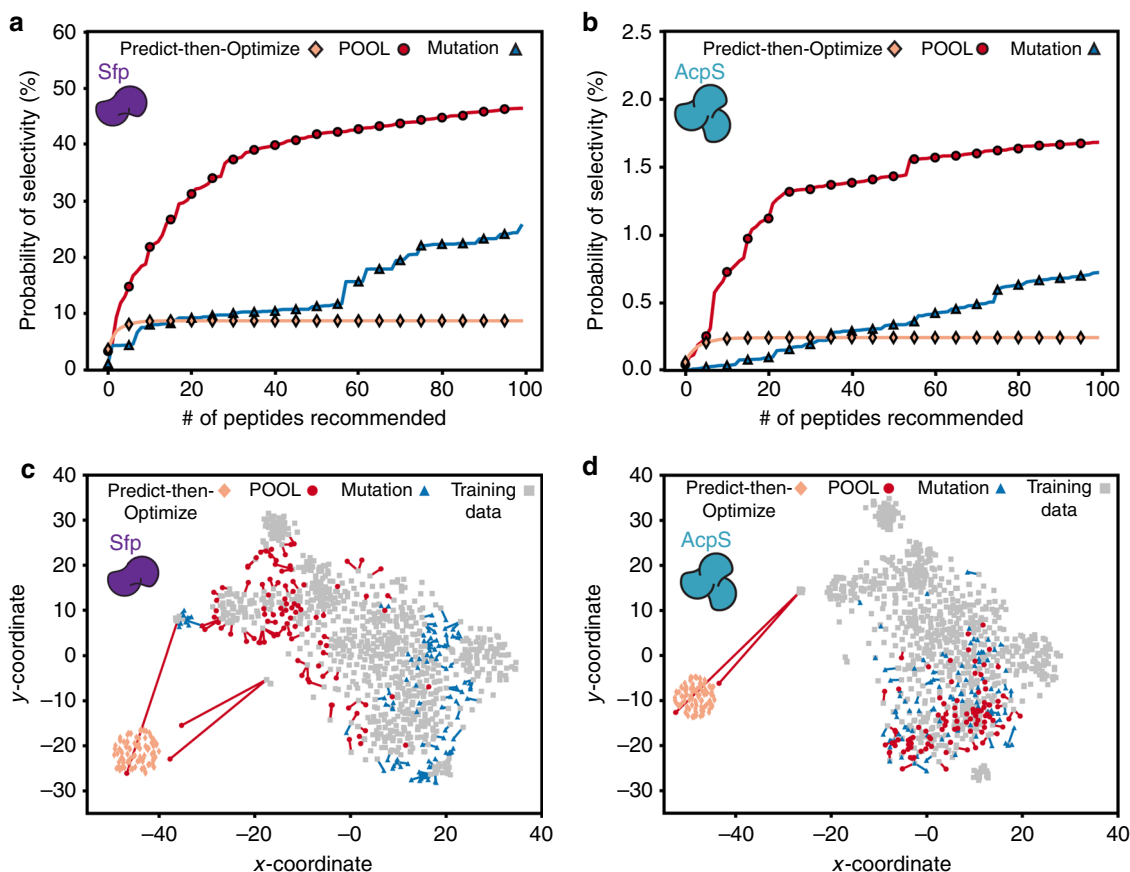 a
Predict-then-Optimize POOL Mutation
Sfp
Probability of selectivity (%)
60
50
40
30
20
10
0
0 20 40 60 80 100
# of peptides recommended
b
Predict-then-Optimize POOL Mutation
AcpS
Probability of selectivity (%)
2.5
2.0
1.5
1.0
0.5
0.0
0 20 40 60 80 100
# of peptides recommended
c
Predict-then- POOL Mutation Training
Optimize data
Sfp
y-coordinate
40
30
20
10
0
–10
–20
–30
–40 –20 –0 20 40
x-coordinate
d
Predict-then- POOL Mutation Training
Optimize data
AcpS
y-coordinate
40
30
20
10
0
–10
–20
–30
–40 –20 –0 20 40
x-coordinate